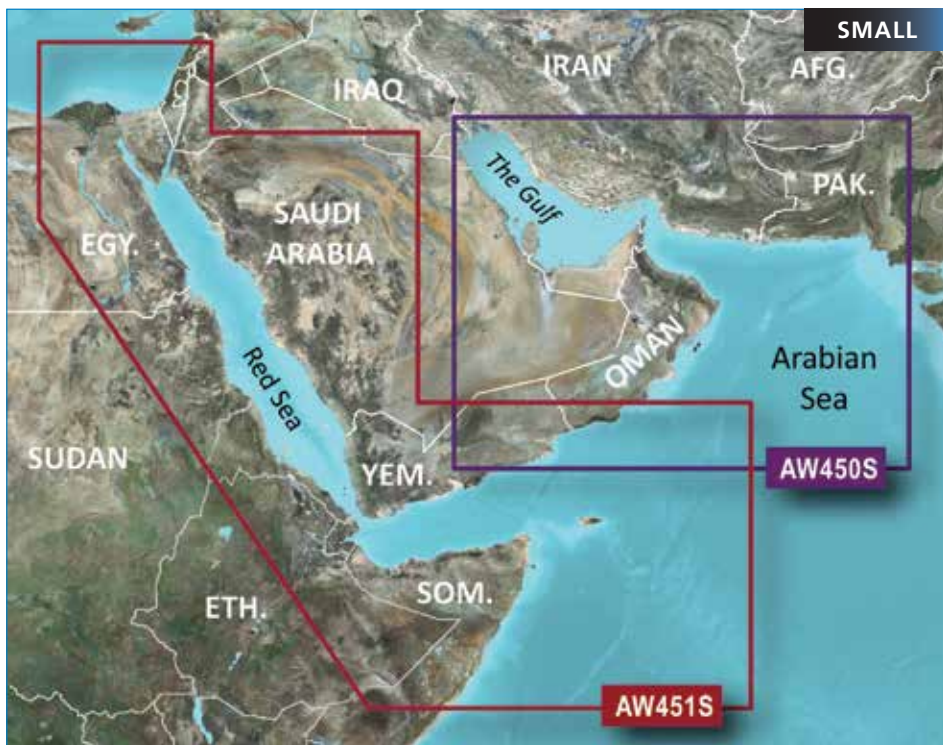 SMALL
IRAN
AFG.
IRAQ
The Gulf
PAK.
SAUDI
ARABIA
EGY.
OMAN
Red Sea
Arabian
Sea
SUDAN
YEM.
AW450S
SOM.
ETH.
AW451S